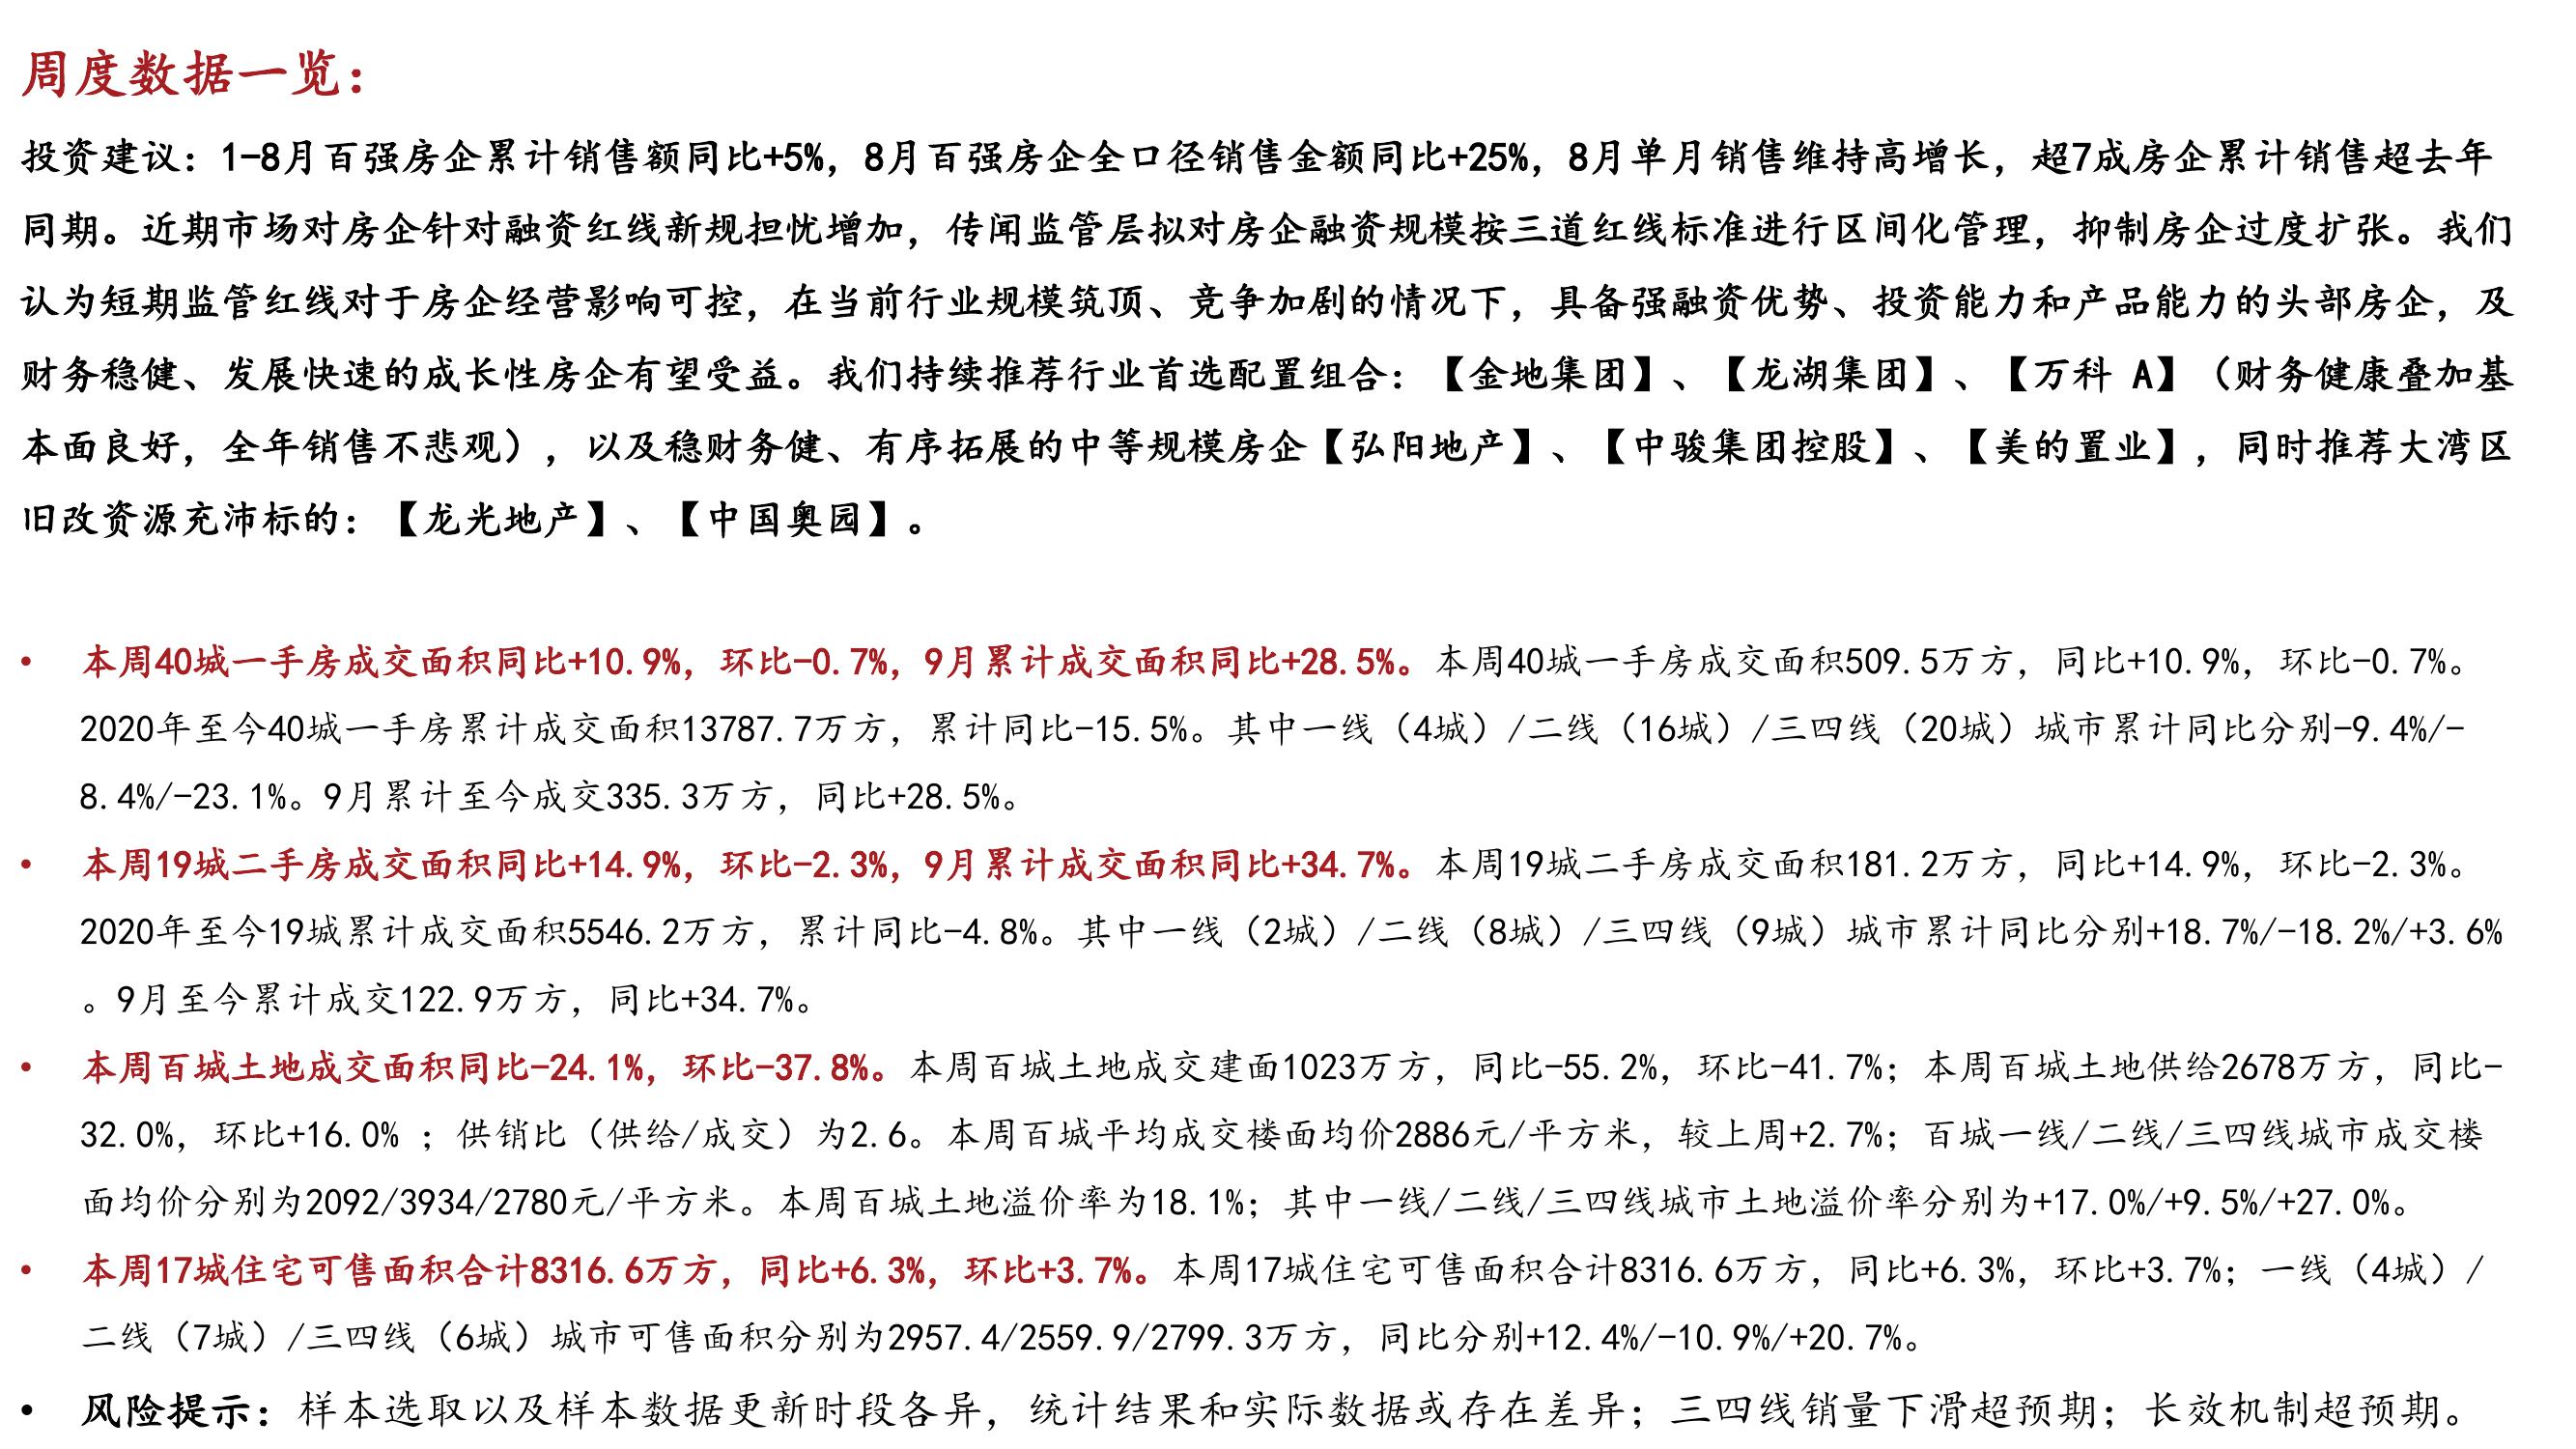 周度数据一览：
投资建议：1-8月百强房企累计销售额同比+5%，8月百强房企全口径销售金额同比+25%，8月单月销售维持高增长，超7成房企累计销售超去年
同期。近期市场对房企针对融资红线新规担忧增加，传闻监管层拟对房企融资规模按三道红线标准进行区间化管理，抑制房企过度扩张。我们
认为短期监管红线对于房企经营影响可控，在当前行业规模筑顶、竞争加剧的情况下，具备强融资优势、投资能力和产品能力的头部房企，及
财务稳健、发展快速的成长性房企有望受益。我们持续推荐行业首选配置组合：【金地集团】、【龙湖集团】、【万科 A】（财务健康叠加基
本面良好，全年销售不悲观），以及稳财务健、有序拓展的中等规模房企【弘阳地产】、【中骏集团控股】、【美的置业】，同时推荐大湾区
旧改资源充沛标的：【龙光地产】、【中国奥园】。
• 本周40城一手房成交面积同比+10.9%，环比-0.7%，9月累计成交面积同比+28.5%。本周40城一手房成交面积509.5万方，同比+10.9%，环比-0.7%。
2020年至今40城一手房累计成交面积13787.7万方，累计同比-15.5%。其中一线（4城）/二线（16城）/三四线（20城）城市累计同比分别-9.4%/-
8.4%/-23.1%。9月累计至今成交335.3万方，同比+28.5%。
• 本周19城二手房成交面积同比+14.9%，环比-2.3%，9月累计成交面积同比+34.7%。本周19城二手房成交面积181.2万方，同比+14.9%，环比-2.3%。
2020年至今19城累计成交面积5546.2万方，累计同比-4.8%。其中一线（2城）/二线（8城）/三四线（9城）城市累计同比分别+18.7%/-18.2%/+3.6%
。9月至今累计成交122.9万方，同比+34.7%。
• 本周百城土地成交面积同比-24.1%，环比-37.8%。本周百城土地成交建面1023万方，同比-55.2%，环比-41.7%；本周百城土地供给2678万方，同比-
32.0%，环比+16.0% ；供销比（供给/成交）为2.6。本周百城平均成交楼面均价2886元/平方米，较上周+2.7%；百城一线/二线/三四线城市成交楼
面均价分别为2092/3934/2780元/平方米。本周百城土地溢价率为18.1%；其中一线/二线/三四线城市土地溢价率分别为+17.0%/+9.5%/+27.0%。
• 本周17城住宅可售面积合计8316.6万方，同比+6.3%，环比+3.7%。本周17城住宅可售面积合计8316.6万方，同比+6.3%，环比+3.7%；一线（4城）/
二线（7城）/三四线（6城）城市可售面积分别为2957.4/2559.9/2799.3万方，同比分别+12.4%/-10.9%/+20.7%。
• 风险提示：样本选取以及样本数据更新时段各异，统计结果和实际数据或存在差异；三四线销量下滑超预期；长效机制超预期。